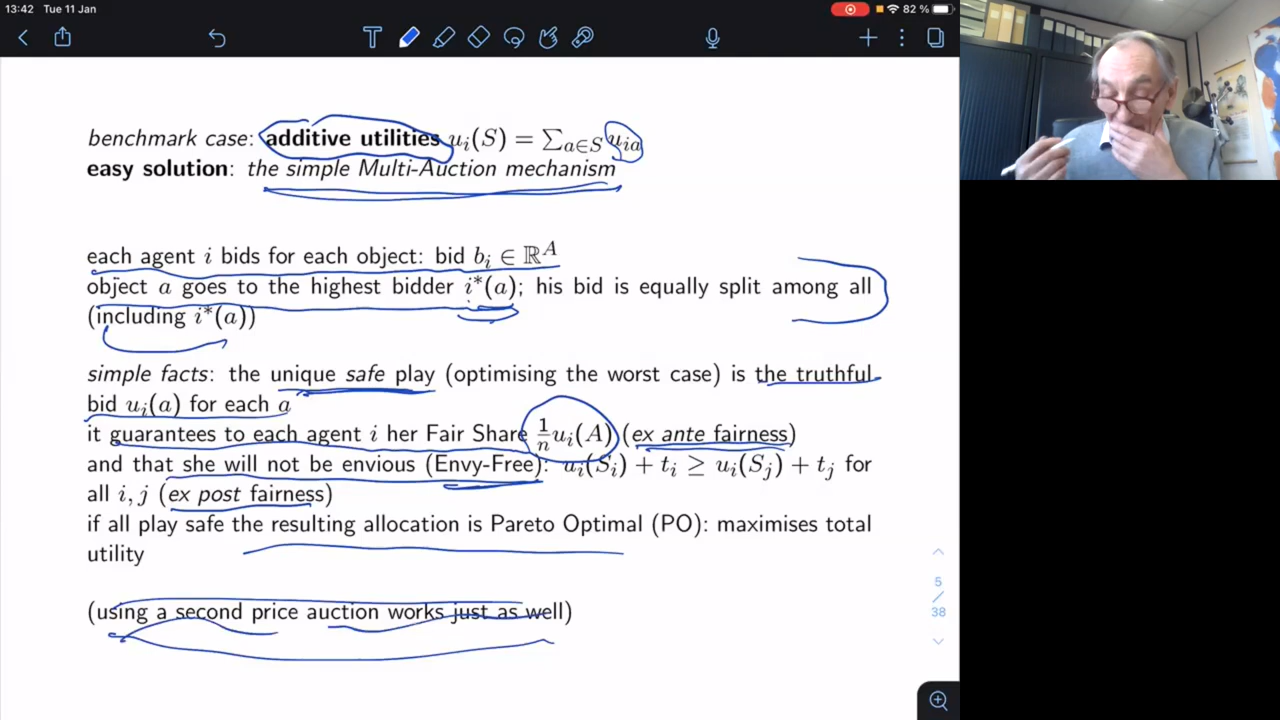 13:42 Tue 11 Jan
82 %
benchmark case: additive utilities u_i(S) = ∑_{a∈S} u_{ia}
easy solution: the simple Multi-Auction mechanism
each agent i bids for each object: bid b_i ∈ ℝ^A
object a goes to the highest bidder i*(a); his bid is equally split among all
(including i*(a))
simple facts: the unique safe play (optimising the worst case) is the truthful
bid u_i(a) for each a
it guarantees to each agent i her Fair Share 1/n u_i(A) (ex ante fairness)
and that she will not be envious (Envy-Free): u_i(S_i) + t_i ≥ u_i(S_j) + t_j for
all i, j (ex post fairness)
if all play safe the resulting allocation is Pareto Optimal (PO): maximises total
utility
(using a second price auction works just as well)
5
/
38